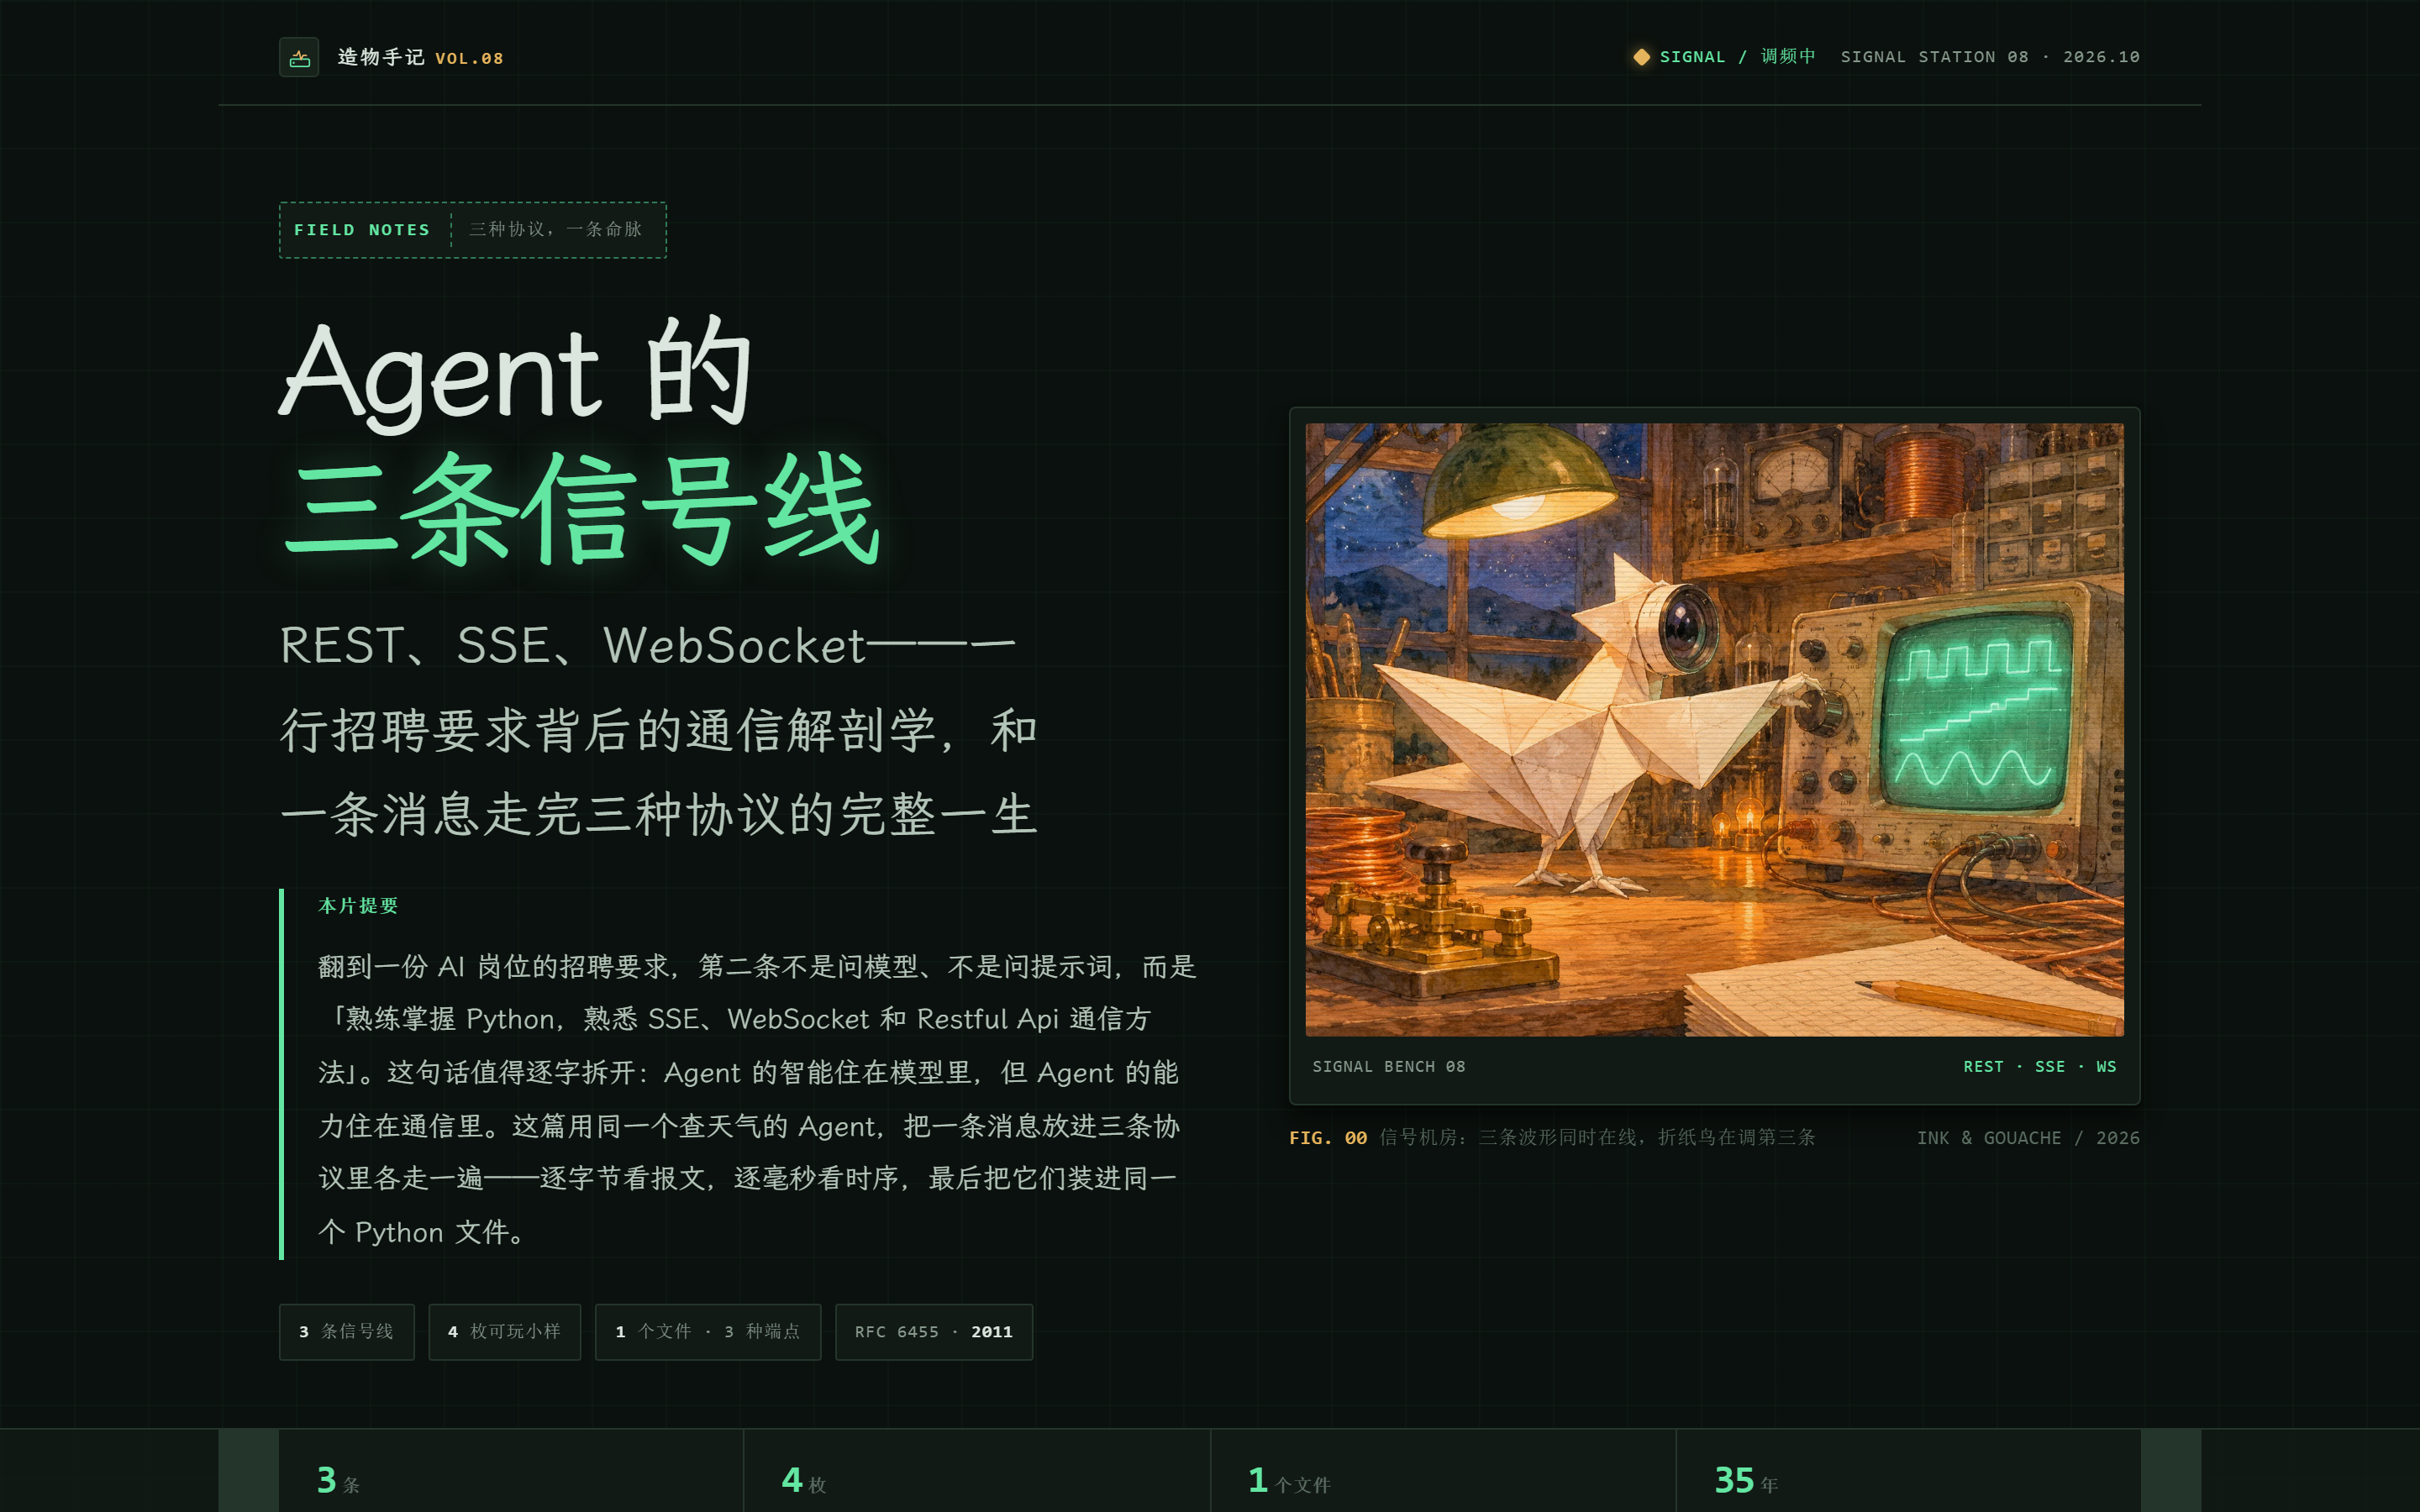 造物手记 VOL.08
SIGNAL / 调频中 SIGNAL STATION 08 · 2026.10
FIELD NOTES 三种协议，一条命脉
Agent 的
三条信号线
REST、SSE、WebSocket——一
行招聘要求背后的通信解剖学，和
一条消息走完三种协议的完整一生
本片提要
翻到一份 AI 岗位的招聘要求，第二条不是问模型、不是问提示词，而是
「熟练掌握 Python，熟悉 SSE、WebSocket 和 Restful Api 通信方
法」。这句话值得逐字拆开：Agent 的智能住在模型里，但 Agent 的能
力住在通信里。这篇用同一个查天气的 Agent，把一条消息放进三条协
议里各走一遍——逐字节看报文，逐毫秒看时序，最后把它们装进同一
个 Python 文件。
3 条信号线
4 枚可玩小样
1 个文件 · 3 种端点
RFC 6455 · 2011
SIGNAL BENCH 08
REST · SSE · WS
FIG. 00 信号机房：三条波形同时在线，折纸鸟在调第三条
INK & GOUACHE / 2026
3 条
4 枚
1 个文件
35 年